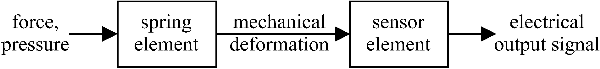 force,
pressure
spring
element
mechanical
deformation
sensor
element
electrical
output signal